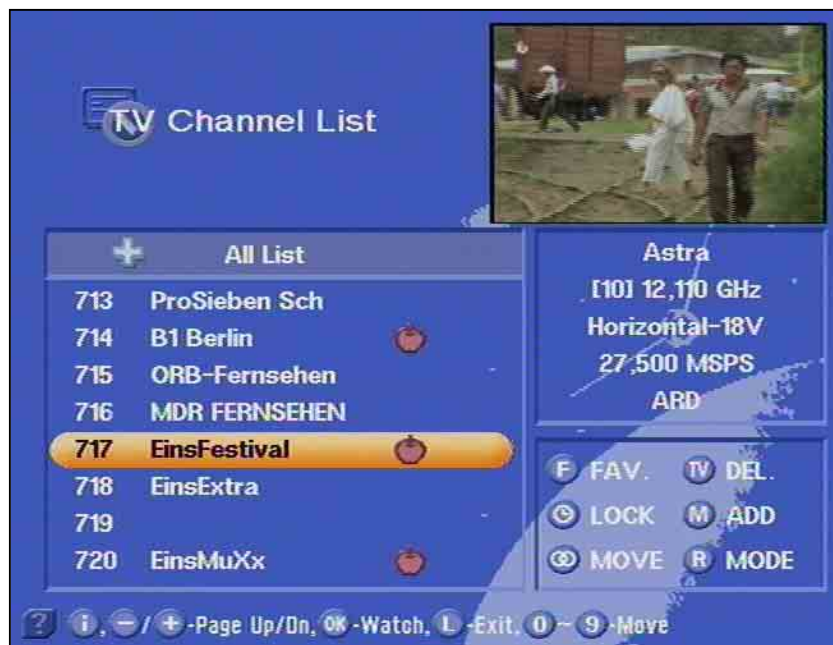 TV Channel List
All List
713 ProSieben Sch
714 B1 Berlin
715 ORB-Fernsehen
716 MDR FERNSEHEN
717 EinsFestival
718 EinsExtra
719
720 EinsMuXx
Astra
[10] 12,110 GHz
Horizontal-18V
27,500 MSPS
ARD
F FAV. TV DEL.
LOCK M ADD
MOVE R MODE
? i, -/ + -Page Up/Dn, OK -Watch, L -Exit, 0 ~ 9 -Move